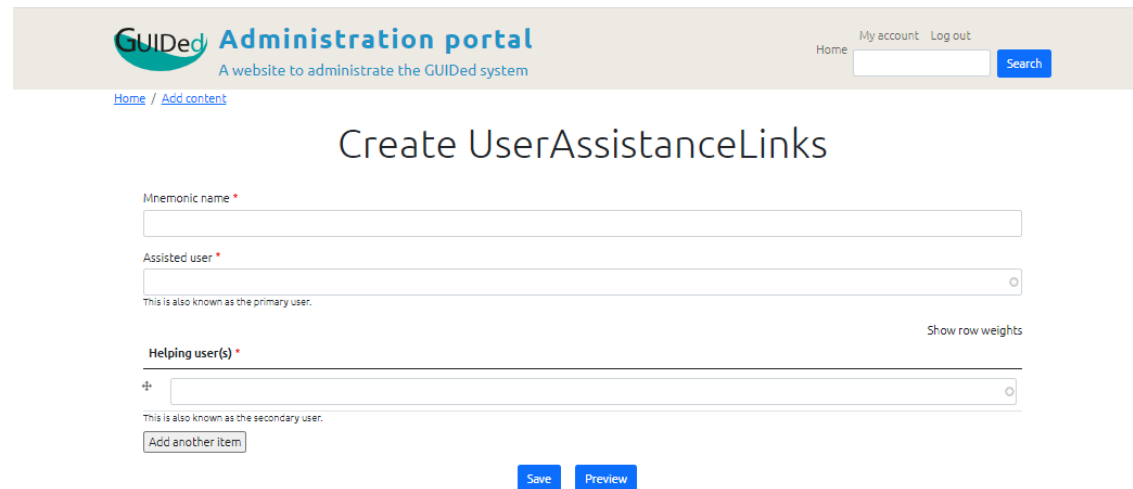 GUIDed Administration portal
A website to administrate the GUIDed system
My account Log out
Home
Search
Home / Add content
Create UserAssistanceLinks
Mnemonic name *
Assisted user *
This is also known as the primary user.
Show row weights
Helping user(s) *
This is also known as the secondary user.
Add another item
Save Preview